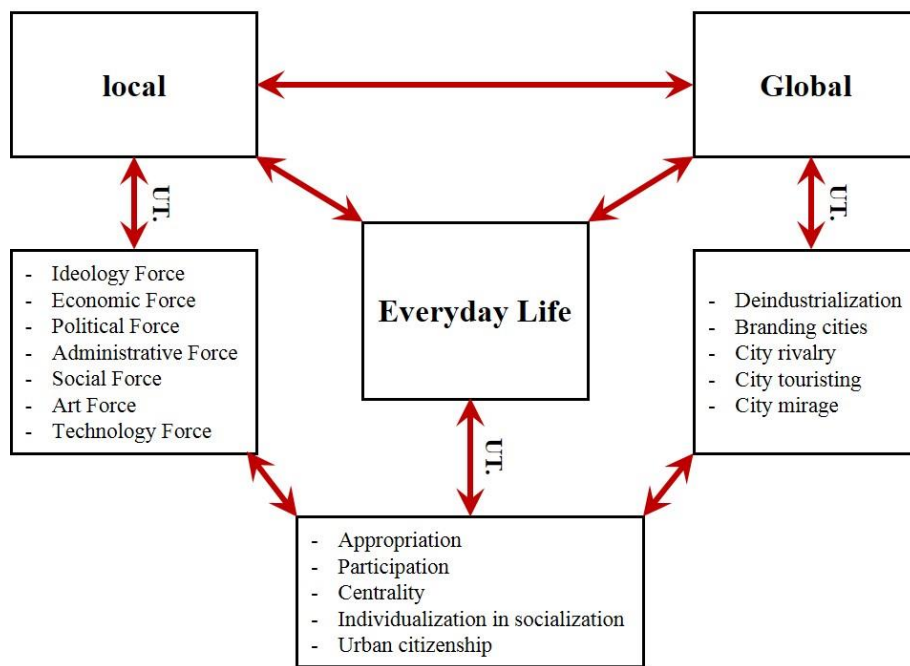 local
Global
UT.
UT.
- Ideology Force
- Economic Force
- Political Force
- Administrative Force
- Social Force
- Art Force
- Technology Force
Everyday Life
- Deindustrialization
- Branding cities
- City rivalry
- City touristing
- City mirage
UT.
- Appropriation
- Participation
- Centrality
- Individualization in socialization
- Urban citizenship